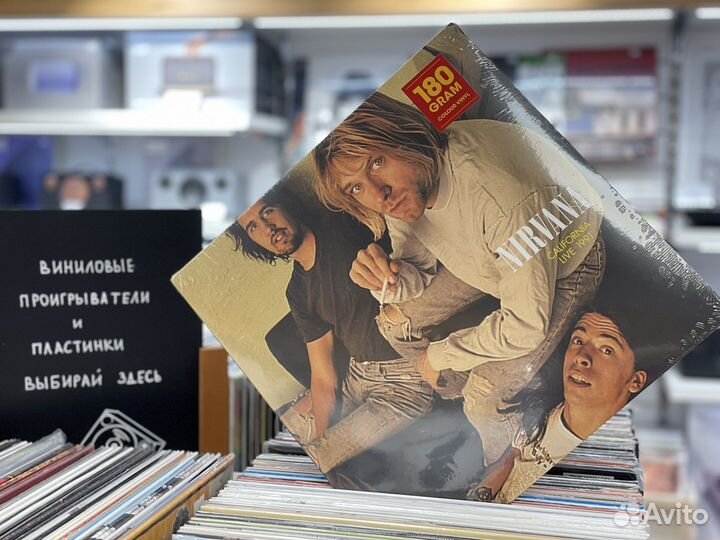 180
GRAM
COLOUR VINYL
NIRVANA
CALIFORNIA
LIVE 1991
ВИНИЛОВЫЕ
ПРОИГРЫВАТЕЛИ
И
ПЛАСТИНКИ
ВЫБИРАЙ ЗДЕСЬ
Avito